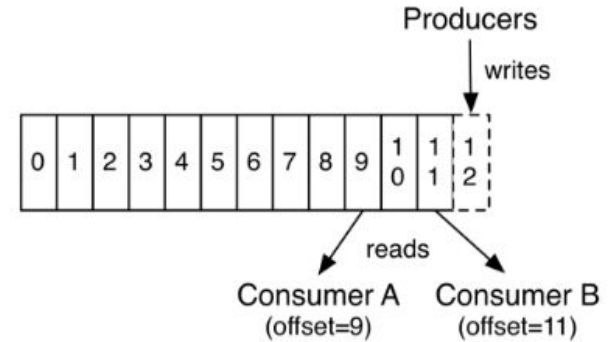 Producers
writes
0 1 2 3 4 5 6 7 8 9 10 11 12
reads
Consumer A Consumer B
(offset=9) (offset=11)